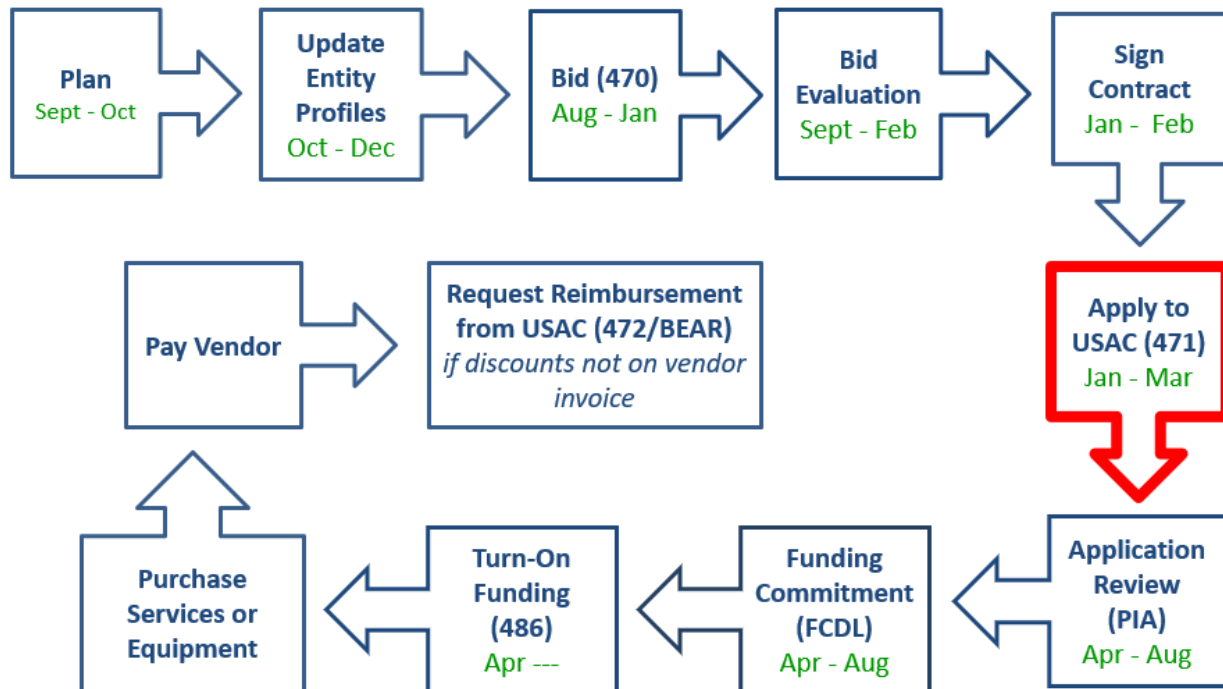 Plan
Sept - Oct
Update
Entity
Profiles
Oct - Dec
Bid (470)
Aug - Jan
Bid
Evaluation
Sept - Feb
Sign
Contract
Jan - Feb
Apply to
USAC (471)
Jan - Mar
Application
Review
(PIA)
Apr - Aug
Funding
Commitment
(FCDL)
Apr - Aug
Turn-On
Funding
(486)
Apr ---
Purchase
Services or
Equipment
Pay Vendor
Request Reimbursement
from USAC (472/BEAR)
if discounts not on vendor
invoice